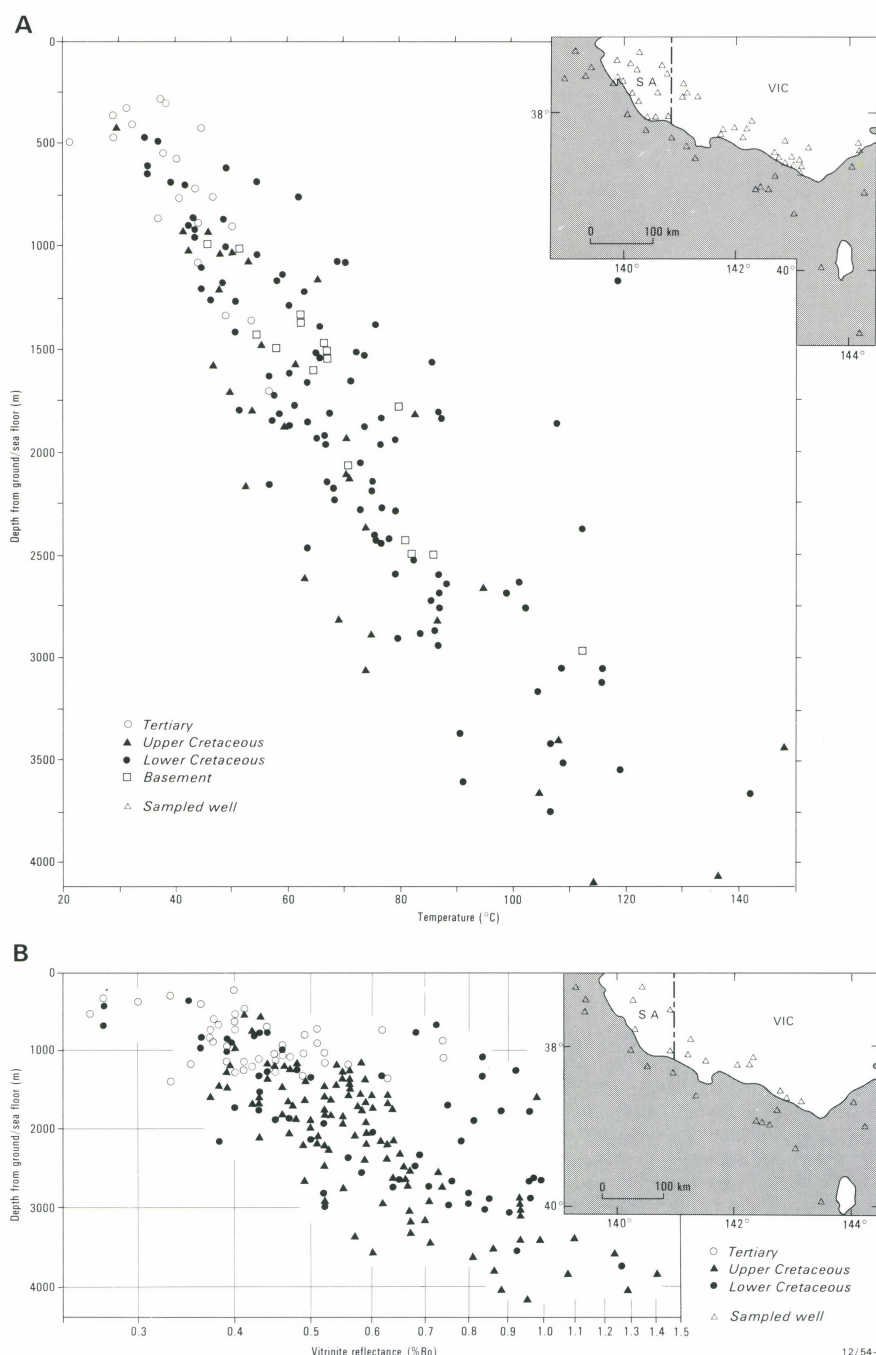 A
0
500
1000
1500
2000
2500
3000
3500
4000
Depth from ground/sea floor (m)
20
40
60
80
100
120
140
Temperature (°C)
Tertiary
Upper Cretaceous
Lower Cretaceous
Basement
Sampled well
SA
VIC
38°
0
100 km
140°
142°
40°
144°
B
0
1000
2000
3000
4000
Depth from ground/sea floor (m)
0.3
0.4
0.5
0.6
0.7
0.8
0.9
1.0
1.1
1.2
1.3
1.4
1.5
Vitrinite reflectance (%Ro)
SA
VIC
38°
0
100 km
40°
140°
142°
144°
Tertiary
Upper Cretaceous
Lower Cretaceous
Sampled well
12/54-